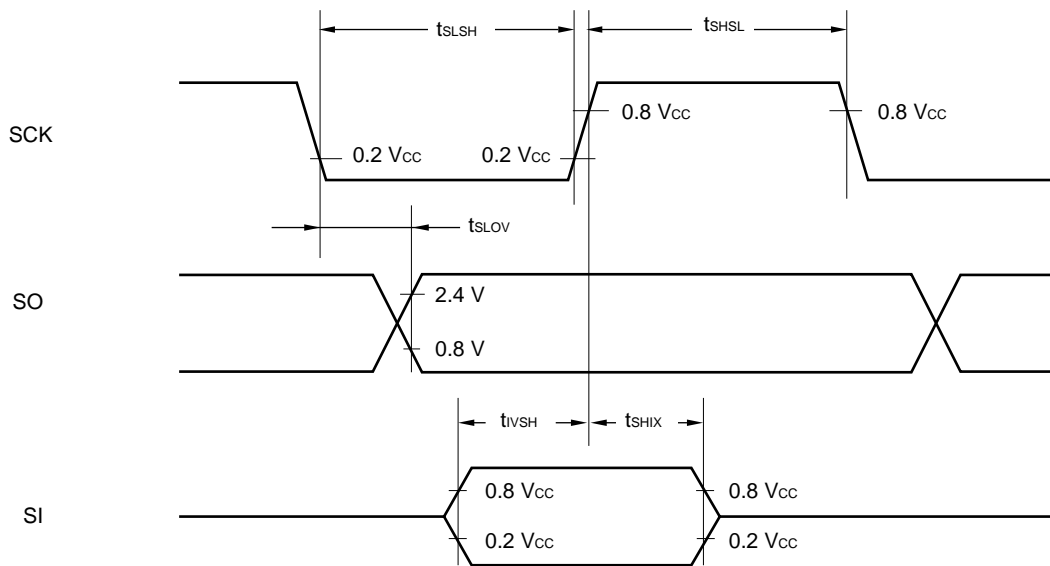 tSLSH
tSHSL
SCK
0.8 VCC
0.8 VCC
0.2 VCC
0.2 VCC
tSLOV
SO
2.4 V
0.8 V
tIVSH
tSHIX
SI
0.8 VCC
0.8 VCC
0.2 VCC
0.2 VCC